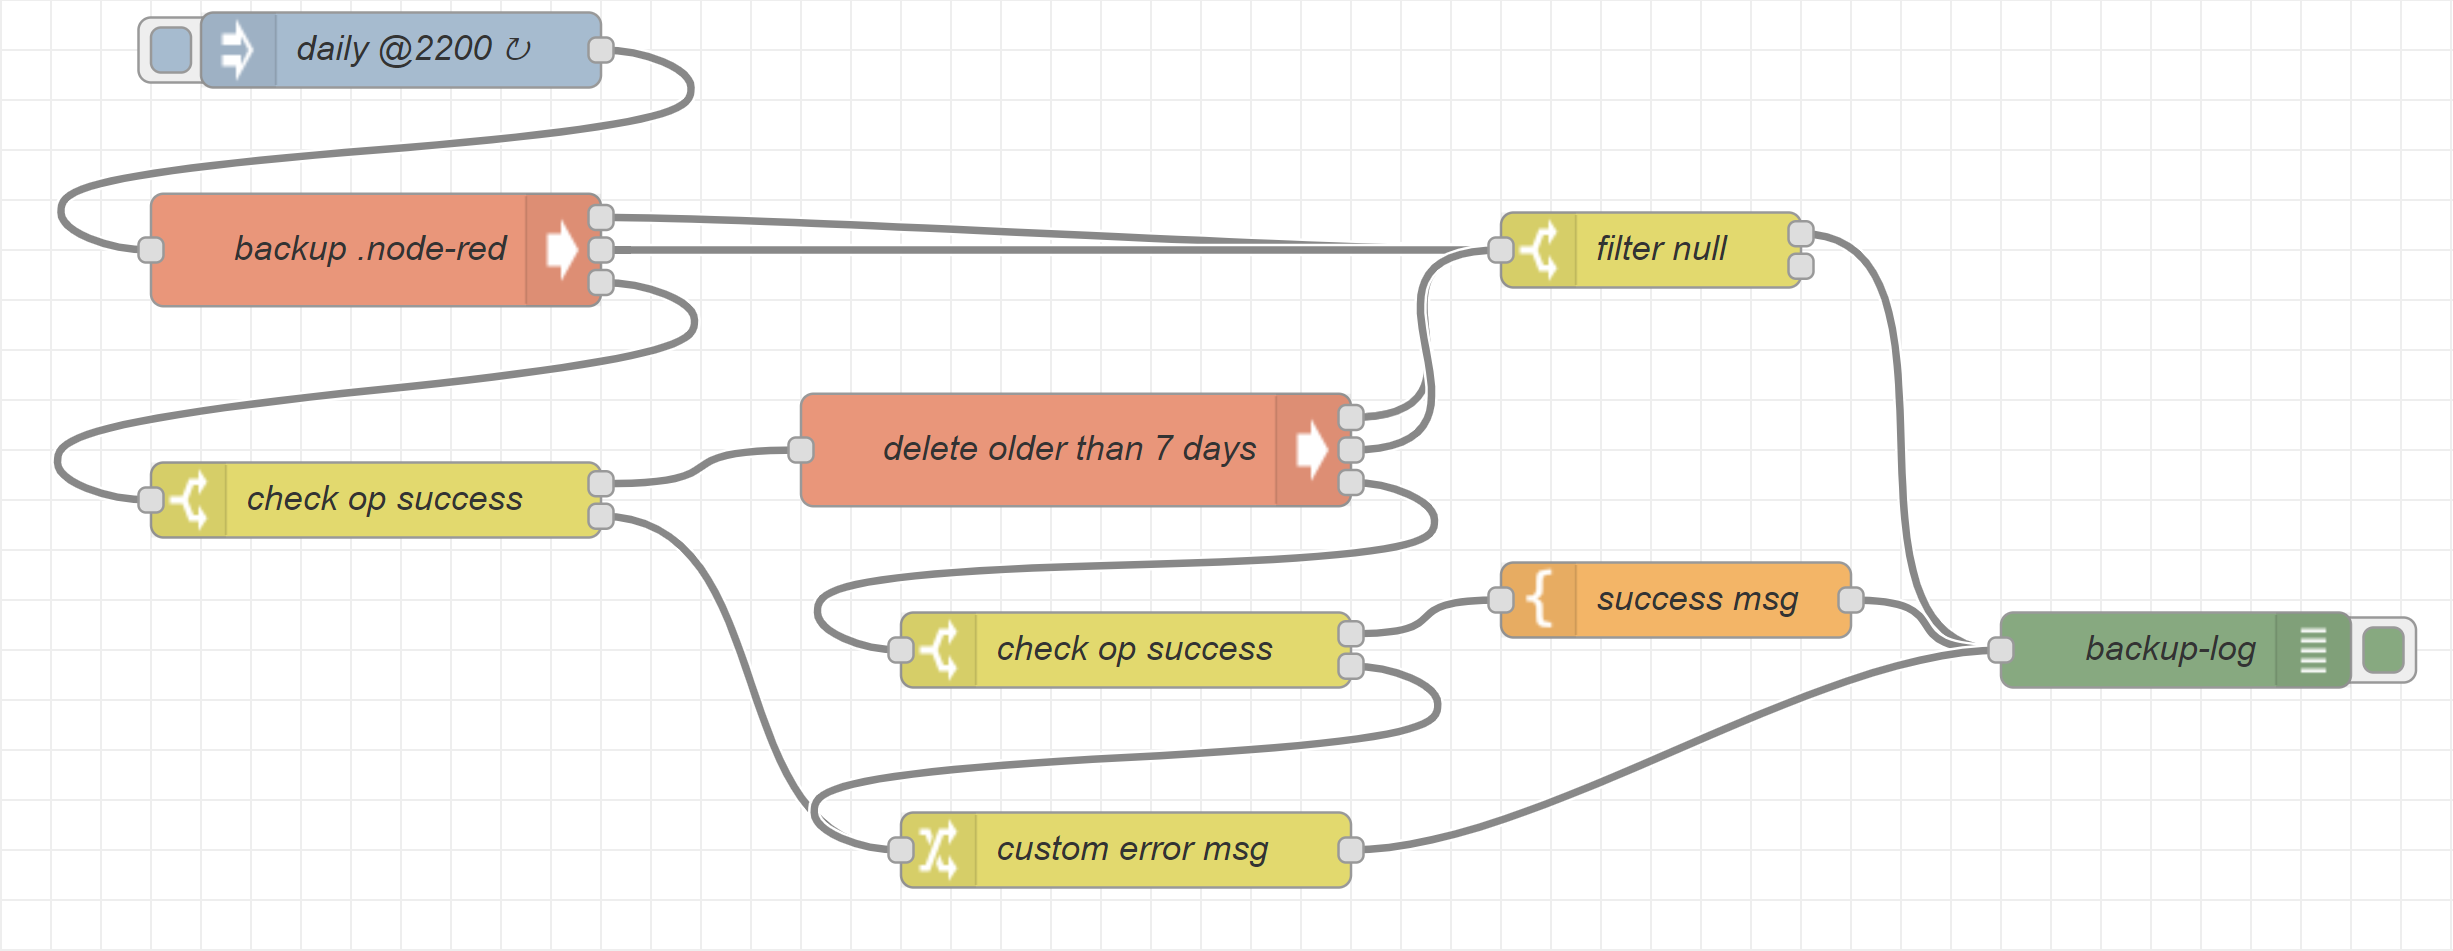 daily @2200 ↻
backup .node-red
filter null
delete older than 7 days
check op success
success msg
check op success
backup-log
custom error msg